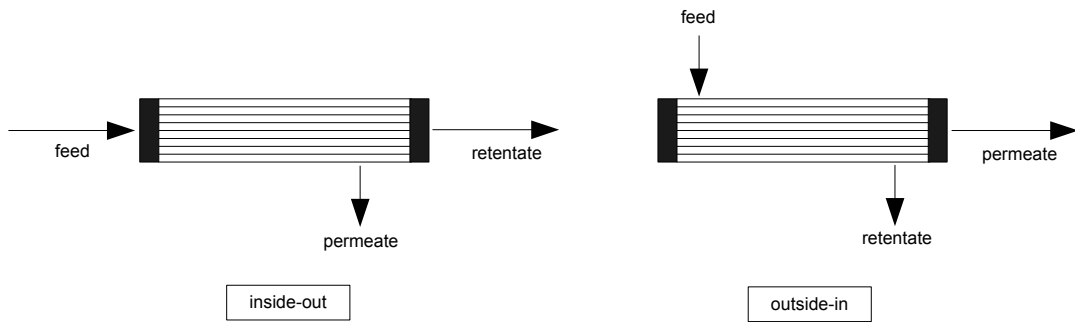 feed
retentate
permeate
inside-out
feed
permeate
retentate
outside-in